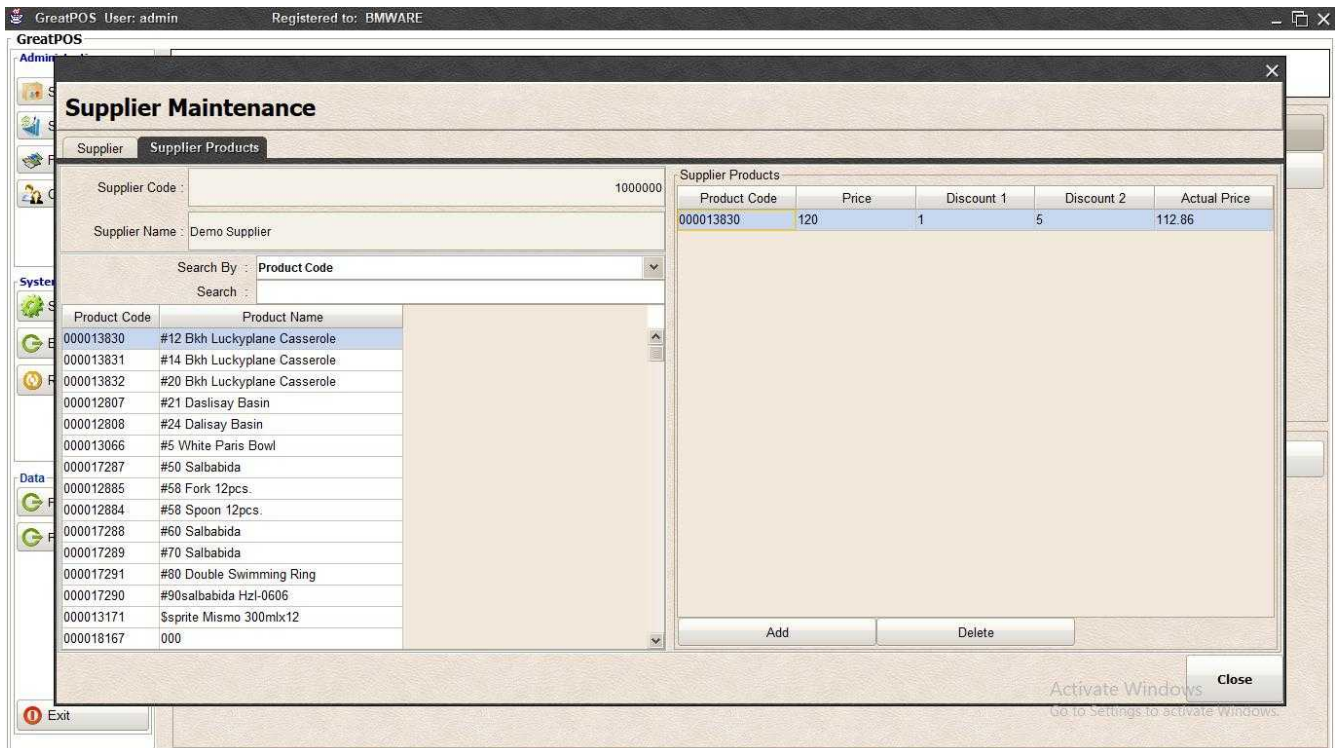 GreatPOS User: admin Registered to: BMWARE
GreatPOS
Supplier Maintenance
Supplier Supplier Products
Supplier Code : 1000000
Supplier Name : Demo Supplier
Search By : Product Code
Search :
Product Code Product Name
000013830 #12 Bkh Luckyplane Casserole
000013831 #14 Bkh Luckyplane Casserole
000013832 #20 Bkh Luckyplane Casserole
000012807 #21 Daslisay Basin
000012808 #24 Dalisay Basin
000013066 #5 White Paris Bowl
000017287 #50 Salbabida
000012885 #58 Fork 12pcs.
000012884 #58 Spoon 12pcs.
000017288 #60 Salbabida
000017289 #70 Salbabida
000017291 #80 Double Swimming Ring
000017290 #90salbabida Hzl-0606
000013171 $sprite Mismo 300mlx12
000018167 000
Supplier Products
Product Code Price Discount 1 Discount 2 Actual Price
000013830 120 1 5 112.86
Add Delete
Close
Data
Exit
Activate Windows
Go to Settings to activate Windows.